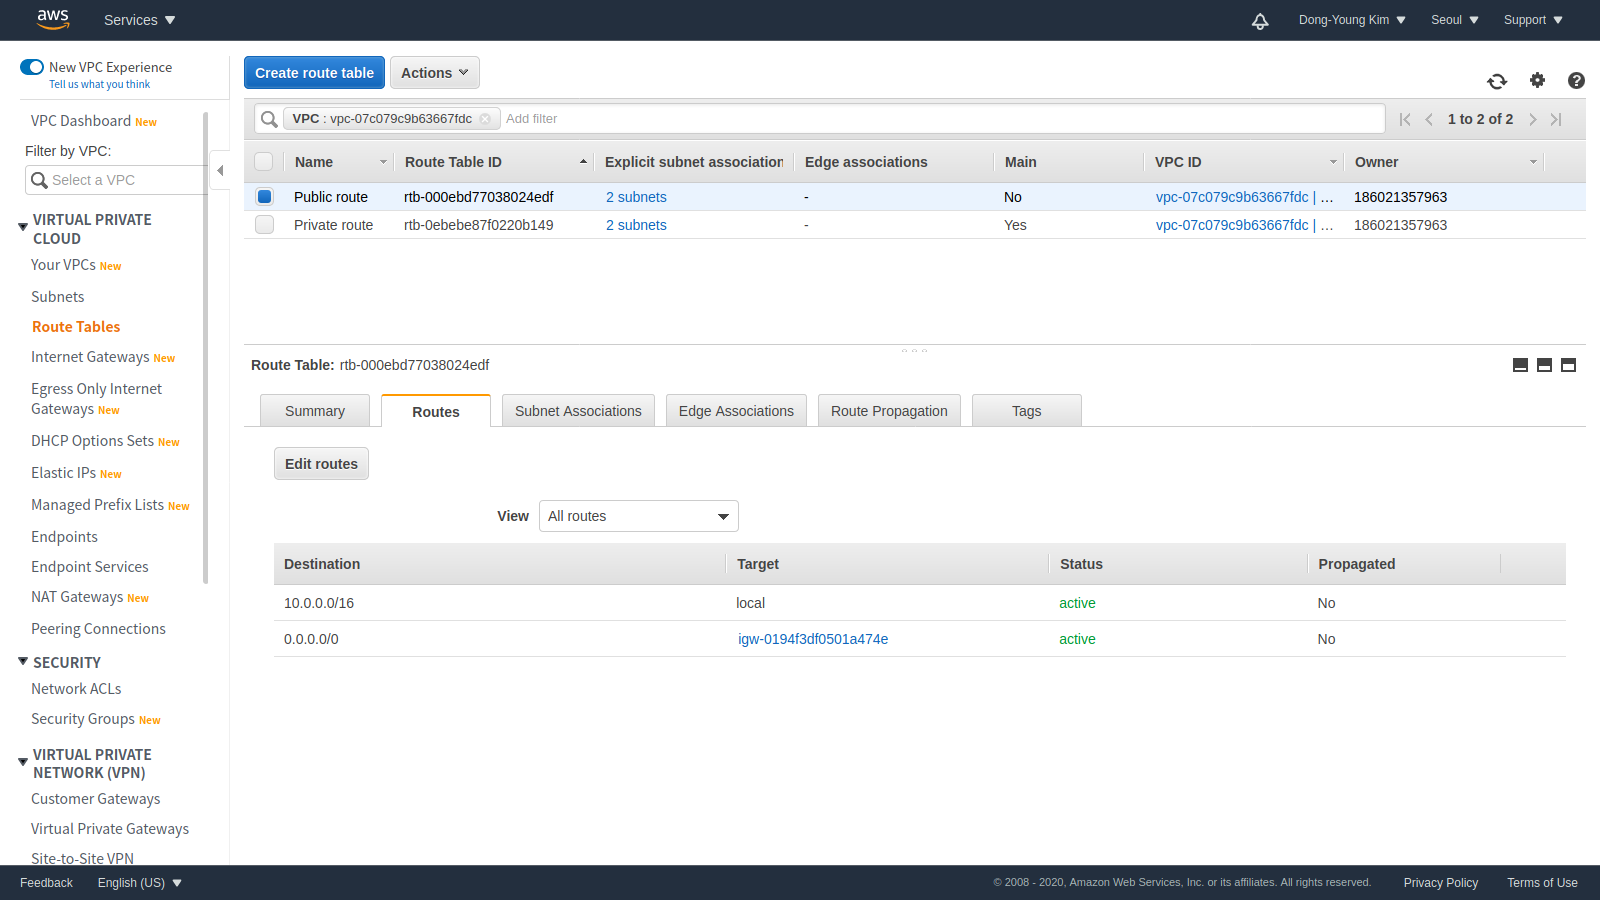 aws Services Dong-Young Kim Seoul Support
New VPC Experience
Tell us what you think
VPC Dashboard New
Filter by VPC:
Select a VPC
VIRTUAL PRIVATE
CLOUD
Your VPCs New
Subnets
Route Tables
Internet Gateways New
Egress Only Internet
Gateways New
DHCP Options Sets New
Elastic IPs New
Managed Prefix Lists New
Endpoints
Endpoint Services
NAT Gateways New
Peering Connections
SECURITY
Network ACLs
Security Groups New
VIRTUAL PRIVATE
NETWORK (VPN)
Customer Gateways
Virtual Private Gateways
Site-to-Site VPN
Create route table Actions
VPC : vpc-07c079c9b63667fdc Add filter 1 to 2 of 2
Name Route Table ID Explicit subnet association Edge associations Main VPC ID Owner
Public route rtb-000ebd77038024edf 2 subnets - No vpc-07c079c9b63667fdc | ... 186021357963
Private route rtb-0ebebe87f0220b149 2 subnets - Yes vpc-07c079c9b63667fdc | ... 186021357963
Route Table: rtb-000ebd77038024edf
Summary Routes Subnet Associations Edge Associations Route Propagation Tags
Edit routes
View All routes
Destination Target Status Propagated
10.0.0.0/16 local active No
0.0.0.0/0 igw-0194f3df0501a474e active No
Feedback English (US) © 2008 - 2020, Amazon Web Services, Inc. or its affiliates. All rights reserved. Privacy Policy Terms of Use